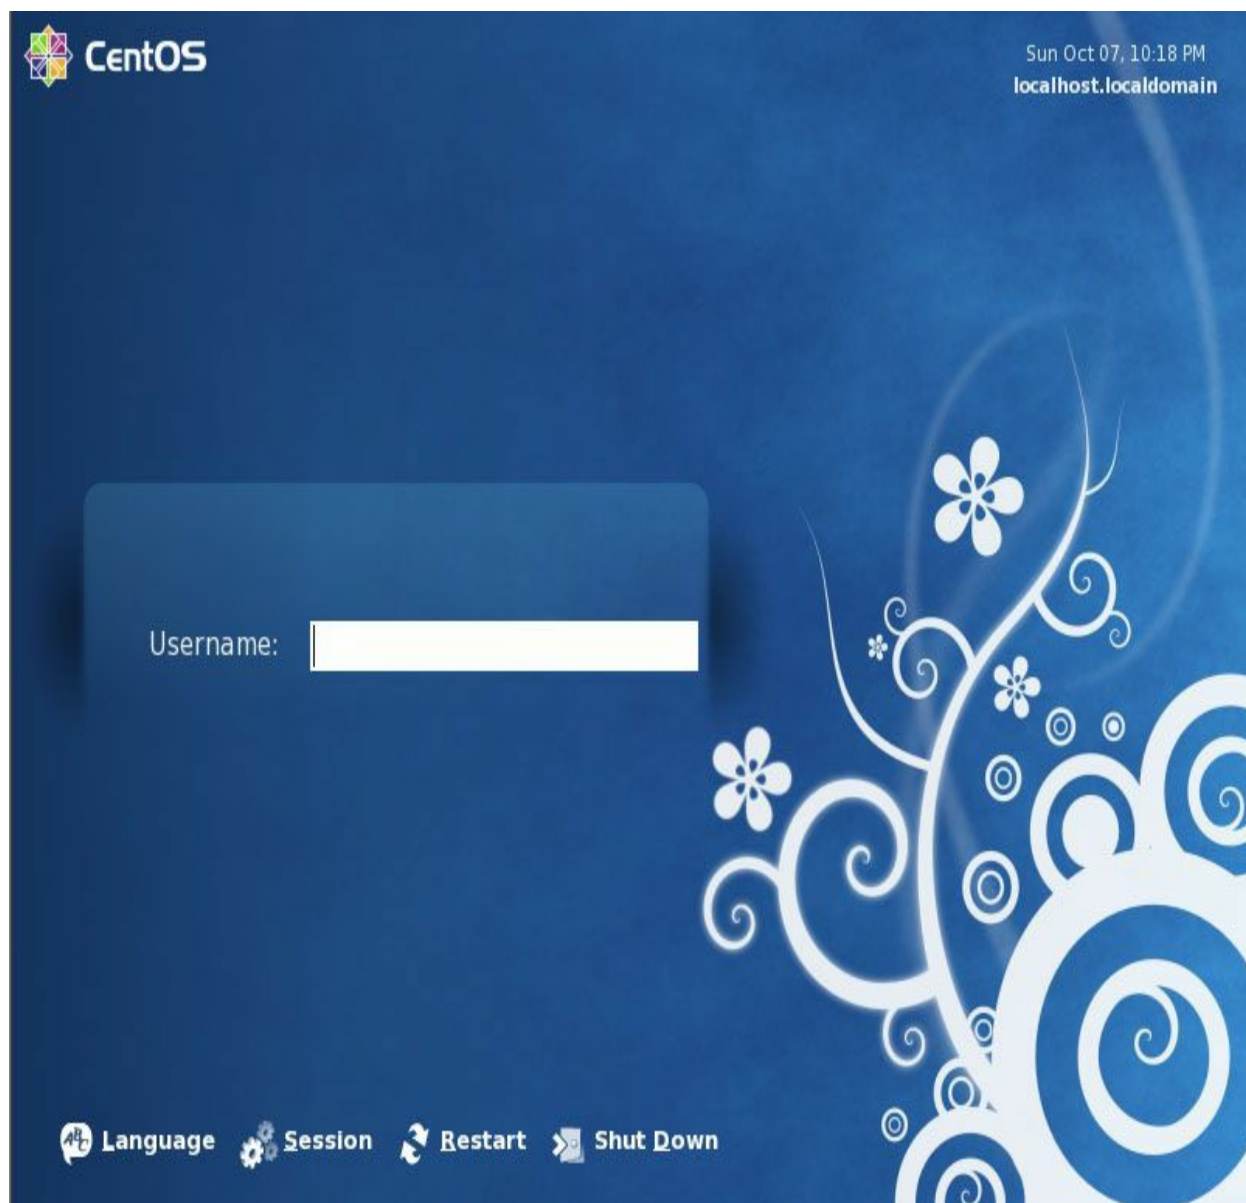 CentOS
Sun Oct 07, 10:18 PM
localhost.localdomain
Username:
Language Session Restart Shut Down